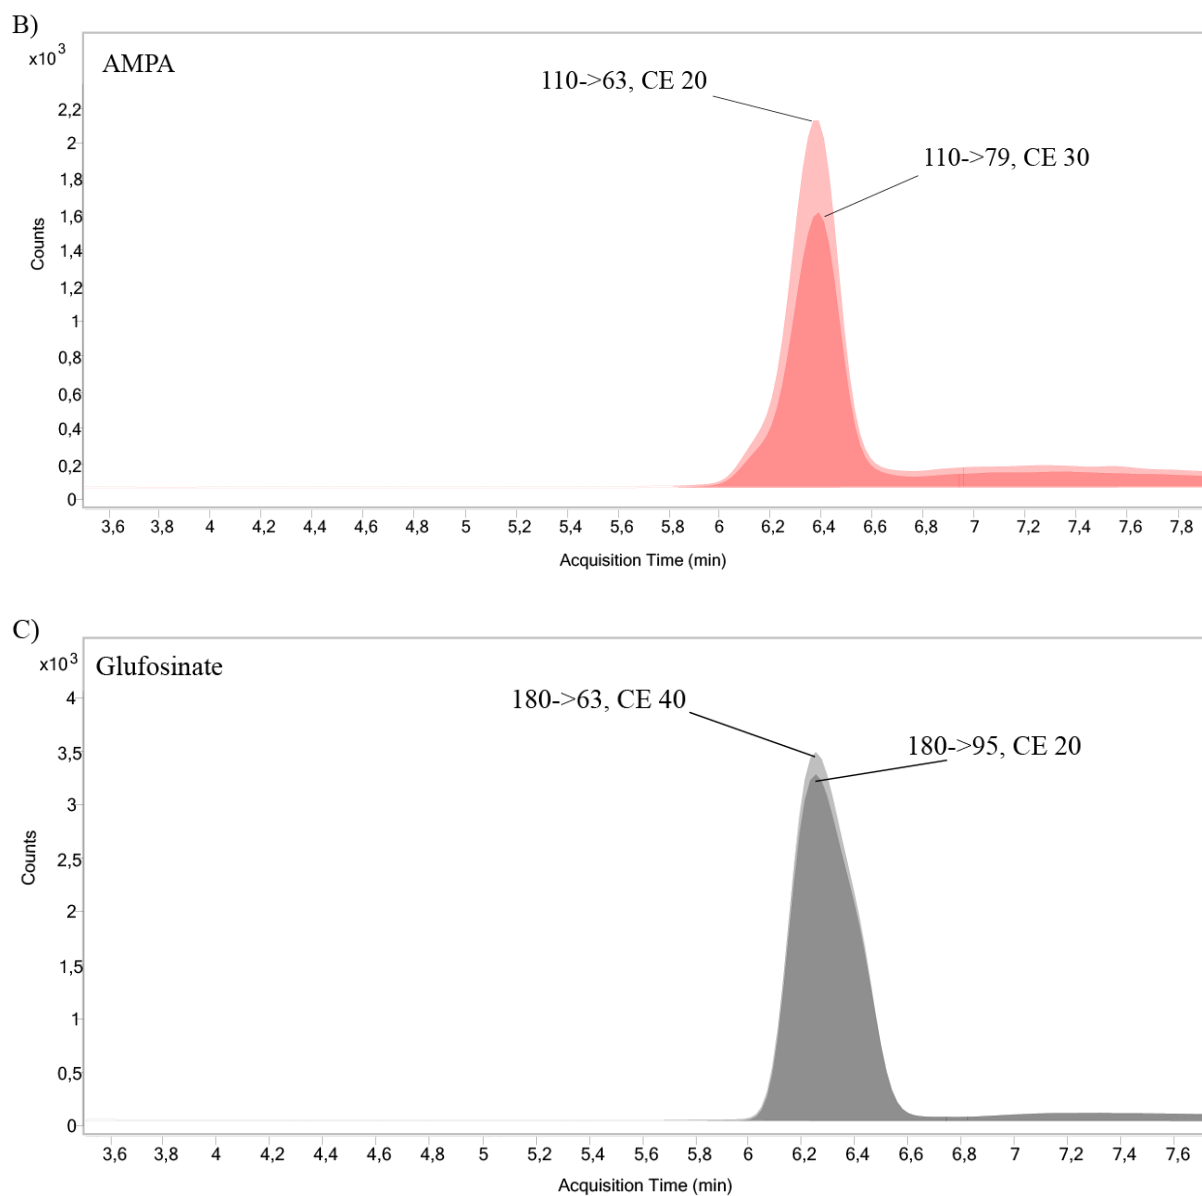 B)
x10 3
AMPA
110->63, CE 20
110->79, CE 30
2,2
2
1,8
1,6
1,4
1,2
1
0,8
0,6
0,4
0,2
0
Counts
3,6 3,8 4 4,2 4,4 4,6 4,8 5 5,2 5,4 5,6 5,8 6 6,2 6,4 6,6 6,8 7 7,2 7,4 7,6 7,8
Acquisition Time (min)
C)
x10 3
Glufosinate
180->63, CE 40
180->95, CE 20
4
3,5
3
2,5
2
1,5
1
0,5
0
Counts
3,6 3,8 4 4,2 4,4 4,6 4,8 5 5,2 5,4 5,6 5,8 6 6,2 6,4 6,6 6,8 7 7,2 7,4 7,6
Acquisition Time (min)